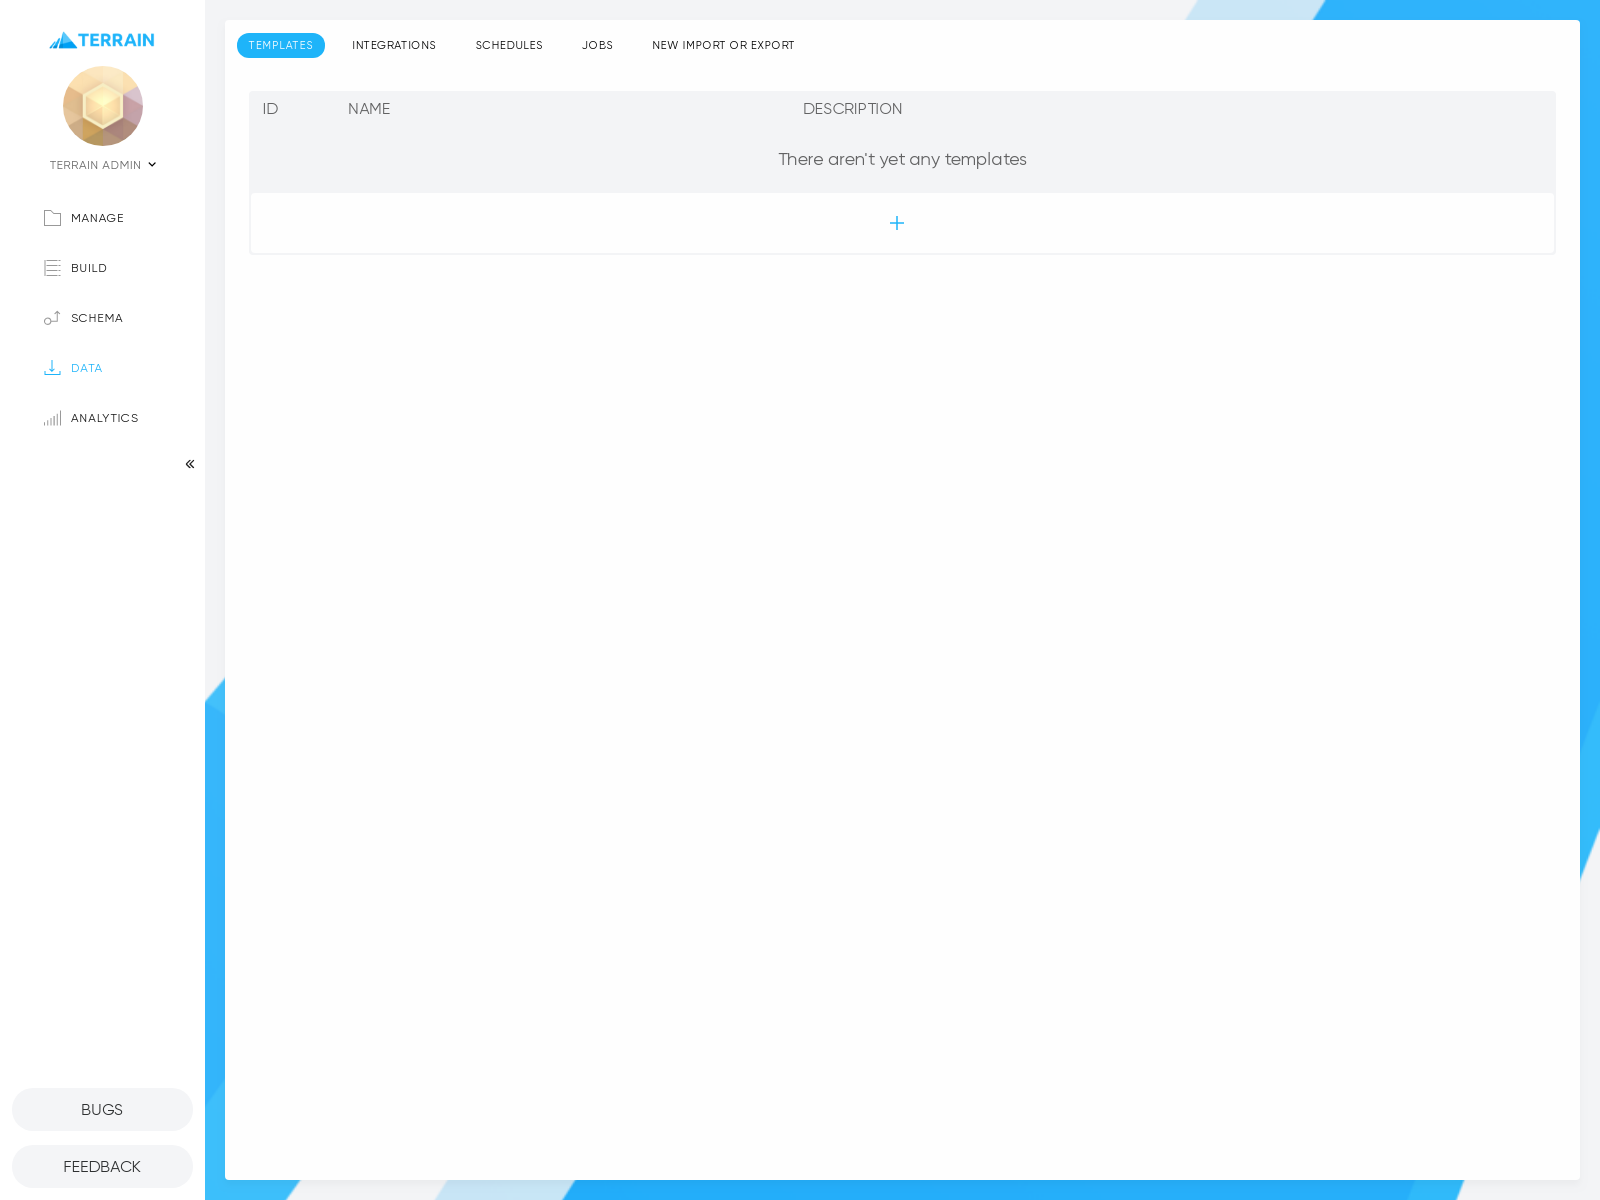 TERRAIN
TERRAIN ADMIN
MANAGE
BUILD
SCHEMA
DATA
ANALYTICS
BUGS
FEEDBACK
TEMPLATES INTEGRATIONS SCHEDULES JOBS NEW IMPORT OR EXPORT
ID NAME DESCRIPTION
There aren't yet any templates